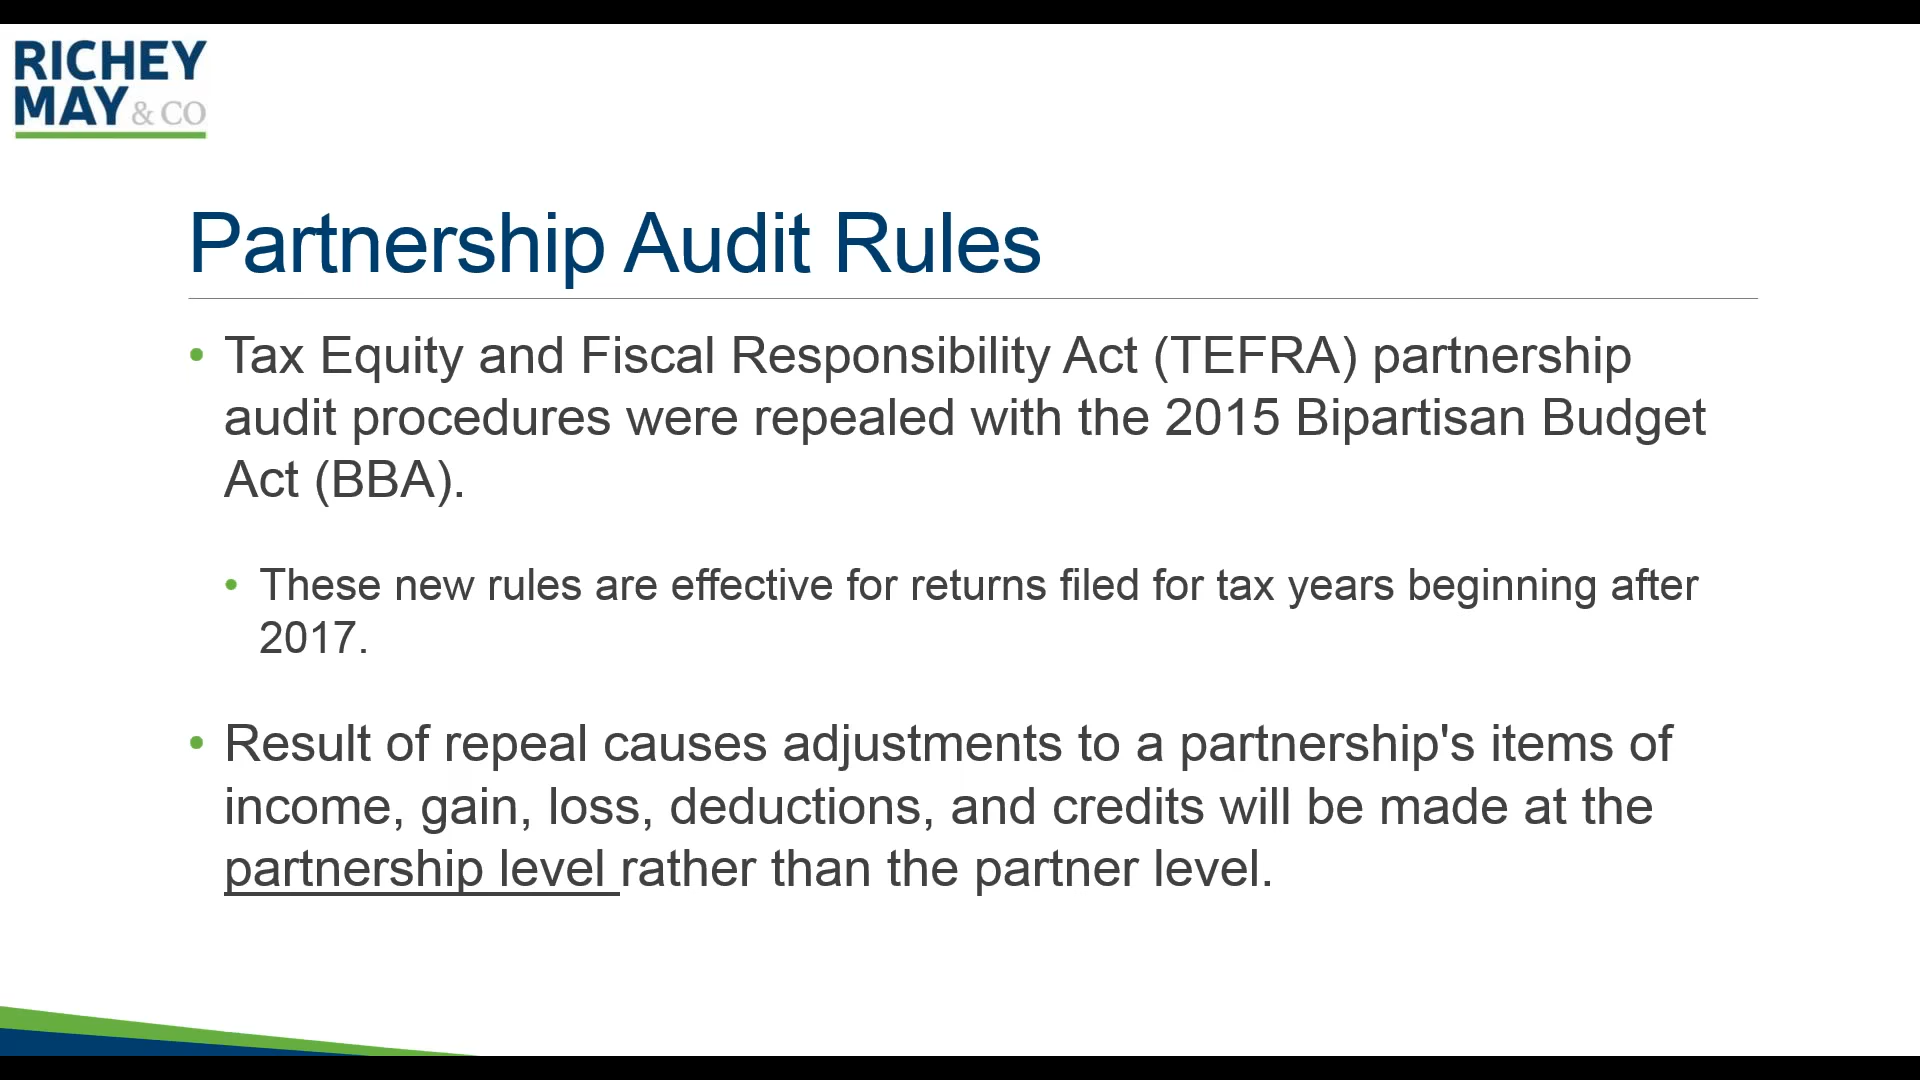 RICHEY
MAY & CO
Partnership Audit Rules
• Tax Equity and Fiscal Responsibility Act (TEFRA) partnership
audit procedures were repealed with the 2015 Bipartisan Budget
Act (BBA).
• These new rules are effective for returns filed for tax years beginning after
2017.
• Result of repeal causes adjustments to a partnership's items of
income, gain, loss, deductions, and credits will be made at the
partnership level rather than the partner level.